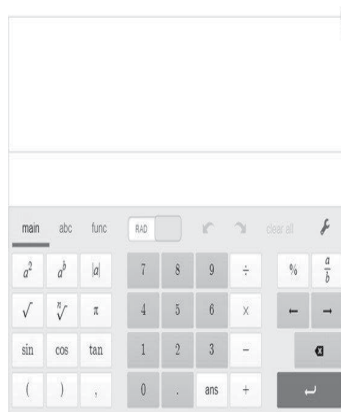 main abc func RAD clear all
a² aᵇ |a| 7 8 9 ÷ % a/b
√ ⁿ√ π 4 5 6 × ← →
sin cos tan 1 2 3 −
( ) , 0 . ans +